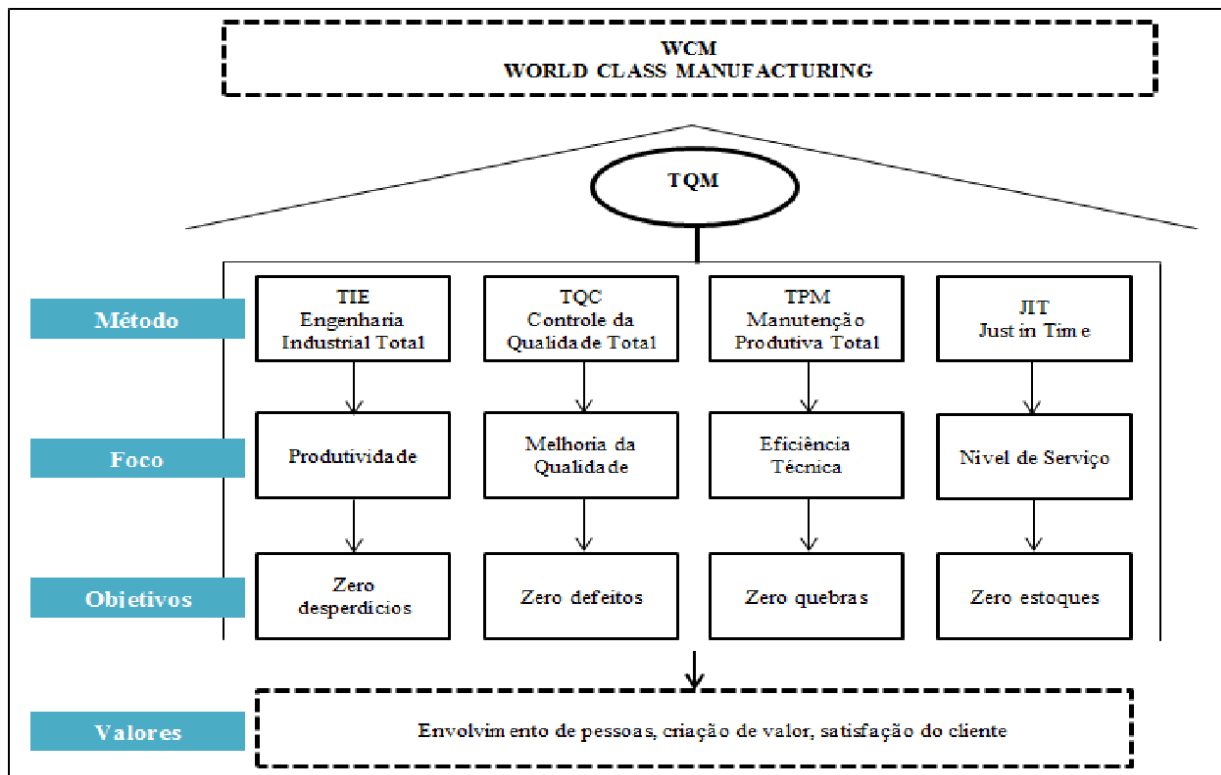 WCM
WORLD CLASS MANUFACTURING
TQM
Método
TIE
Engenharia
Industrial Total
TQC
Controle da
Qualidade Total
TPM
Manutenção
Produtiva Total
JIT
Just in Time
Foco
Produtividade
Melhoria da
Qualidade
Eficiência
Técnica
Nível de Serviço
Objetivos
Zero
desperdícios
Zero defeitos
Zero quebras
Zero estoques
Valores
Envolvimento de pessoas, criação de valor, satisfação do cliente